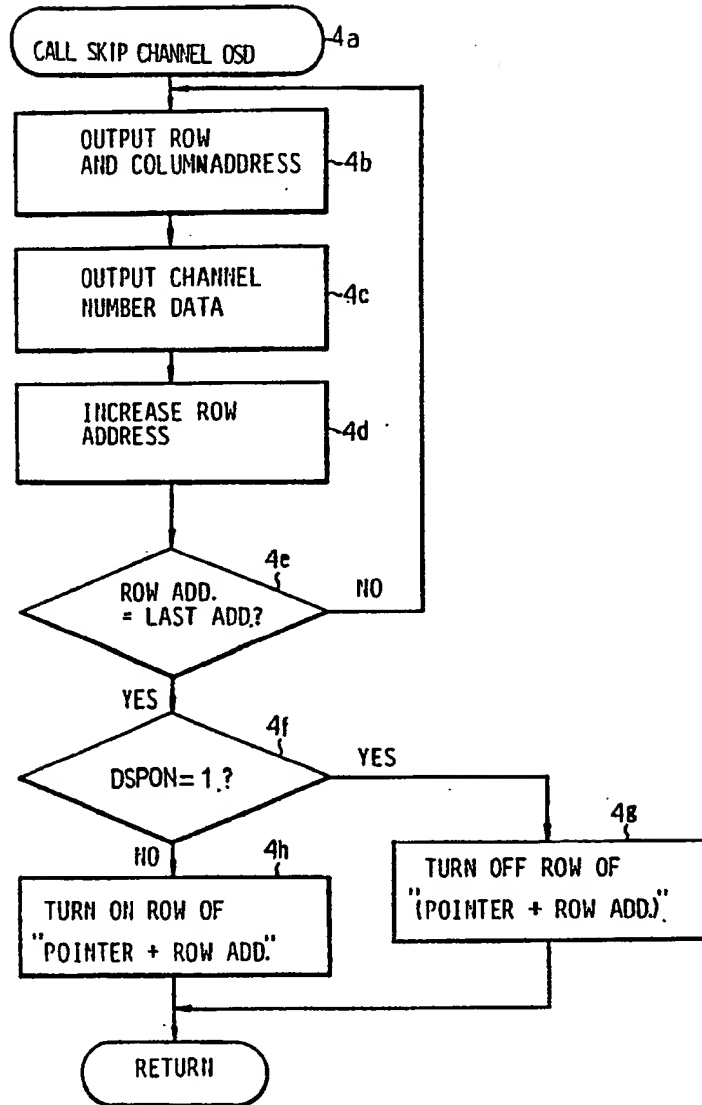 CALL SKIP CHANNEL OSD
4a
OUTPUT ROW
AND COLUMNADDRESS
4b
OUTPUT CHANNEL
NUMBER DATA
4c
INCREASE ROW
ADDRESS
4d
4e
ROW ADD.
= LAST ADD.?
NO
YES
4f
DSPON=1.?
YES
NO
4h
TURN ON ROW OF
"POINTER + ROW ADD."
4g
TURN OFF ROW OF
"(POINTER + ROW ADD.)"
RETURN